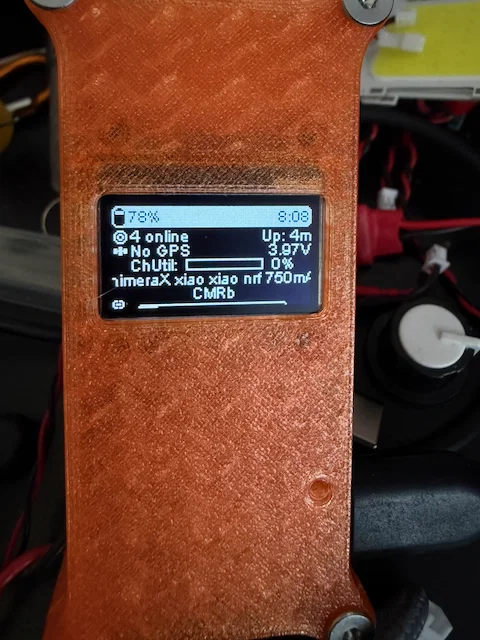 78% 8:08
4 online Up: 4m
No GPS 3.97V
ChUtil: 0%
imeraX xiao xiao nrf 750m
CMRb